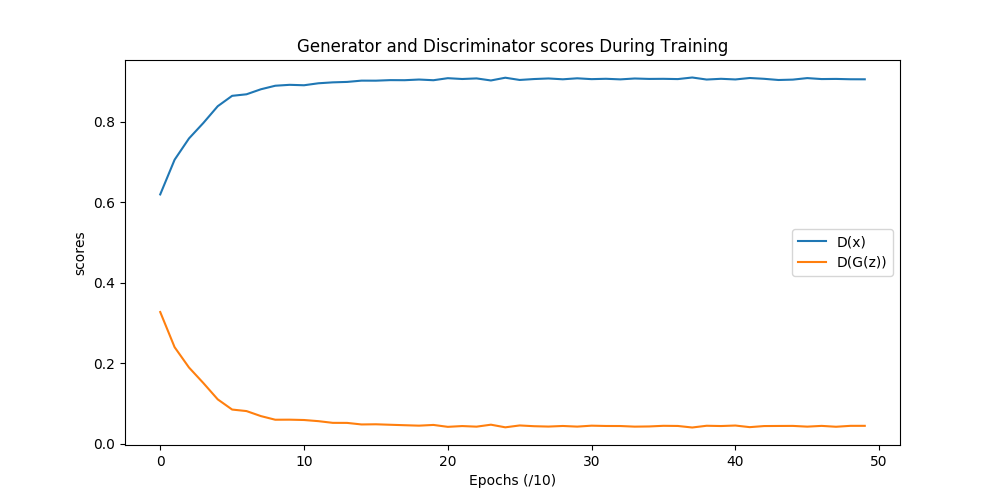 Generator and Discriminator scores During Training
scores
0.8
0.6
0.4
0.2
0.0
D(x)
D(G(z))
0 10 20 30 40 50
Epochs (/10)